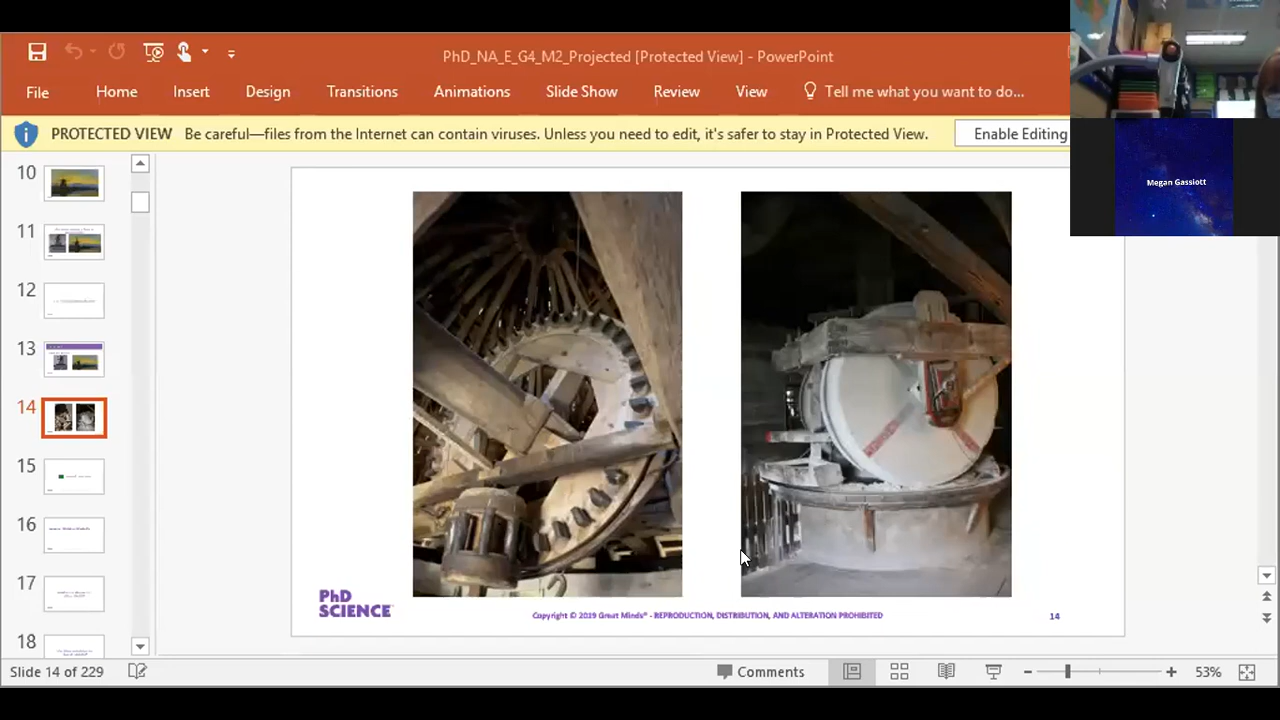 PhD_NA_E_G4_M2_Projected [Protected View] - PowerPoint
File Home Insert Design Transitions Animations Slide Show Review View Tell me what you want to do...
PROTECTED VIEW Be careful—files from the Internet can contain viruses. Unless you need to edit, it's safer to stay in Protected View. Enable Editing
Megan Gassiott
10
11
12
13
14
15
16
17
18
PhD
SCIENCE
Copyright © 2019 Great Minds® - REPRODUCTION, DISTRIBUTION, AND ALTERATION PROHIBITED
14
Slide 14 of 229 Comments 53%